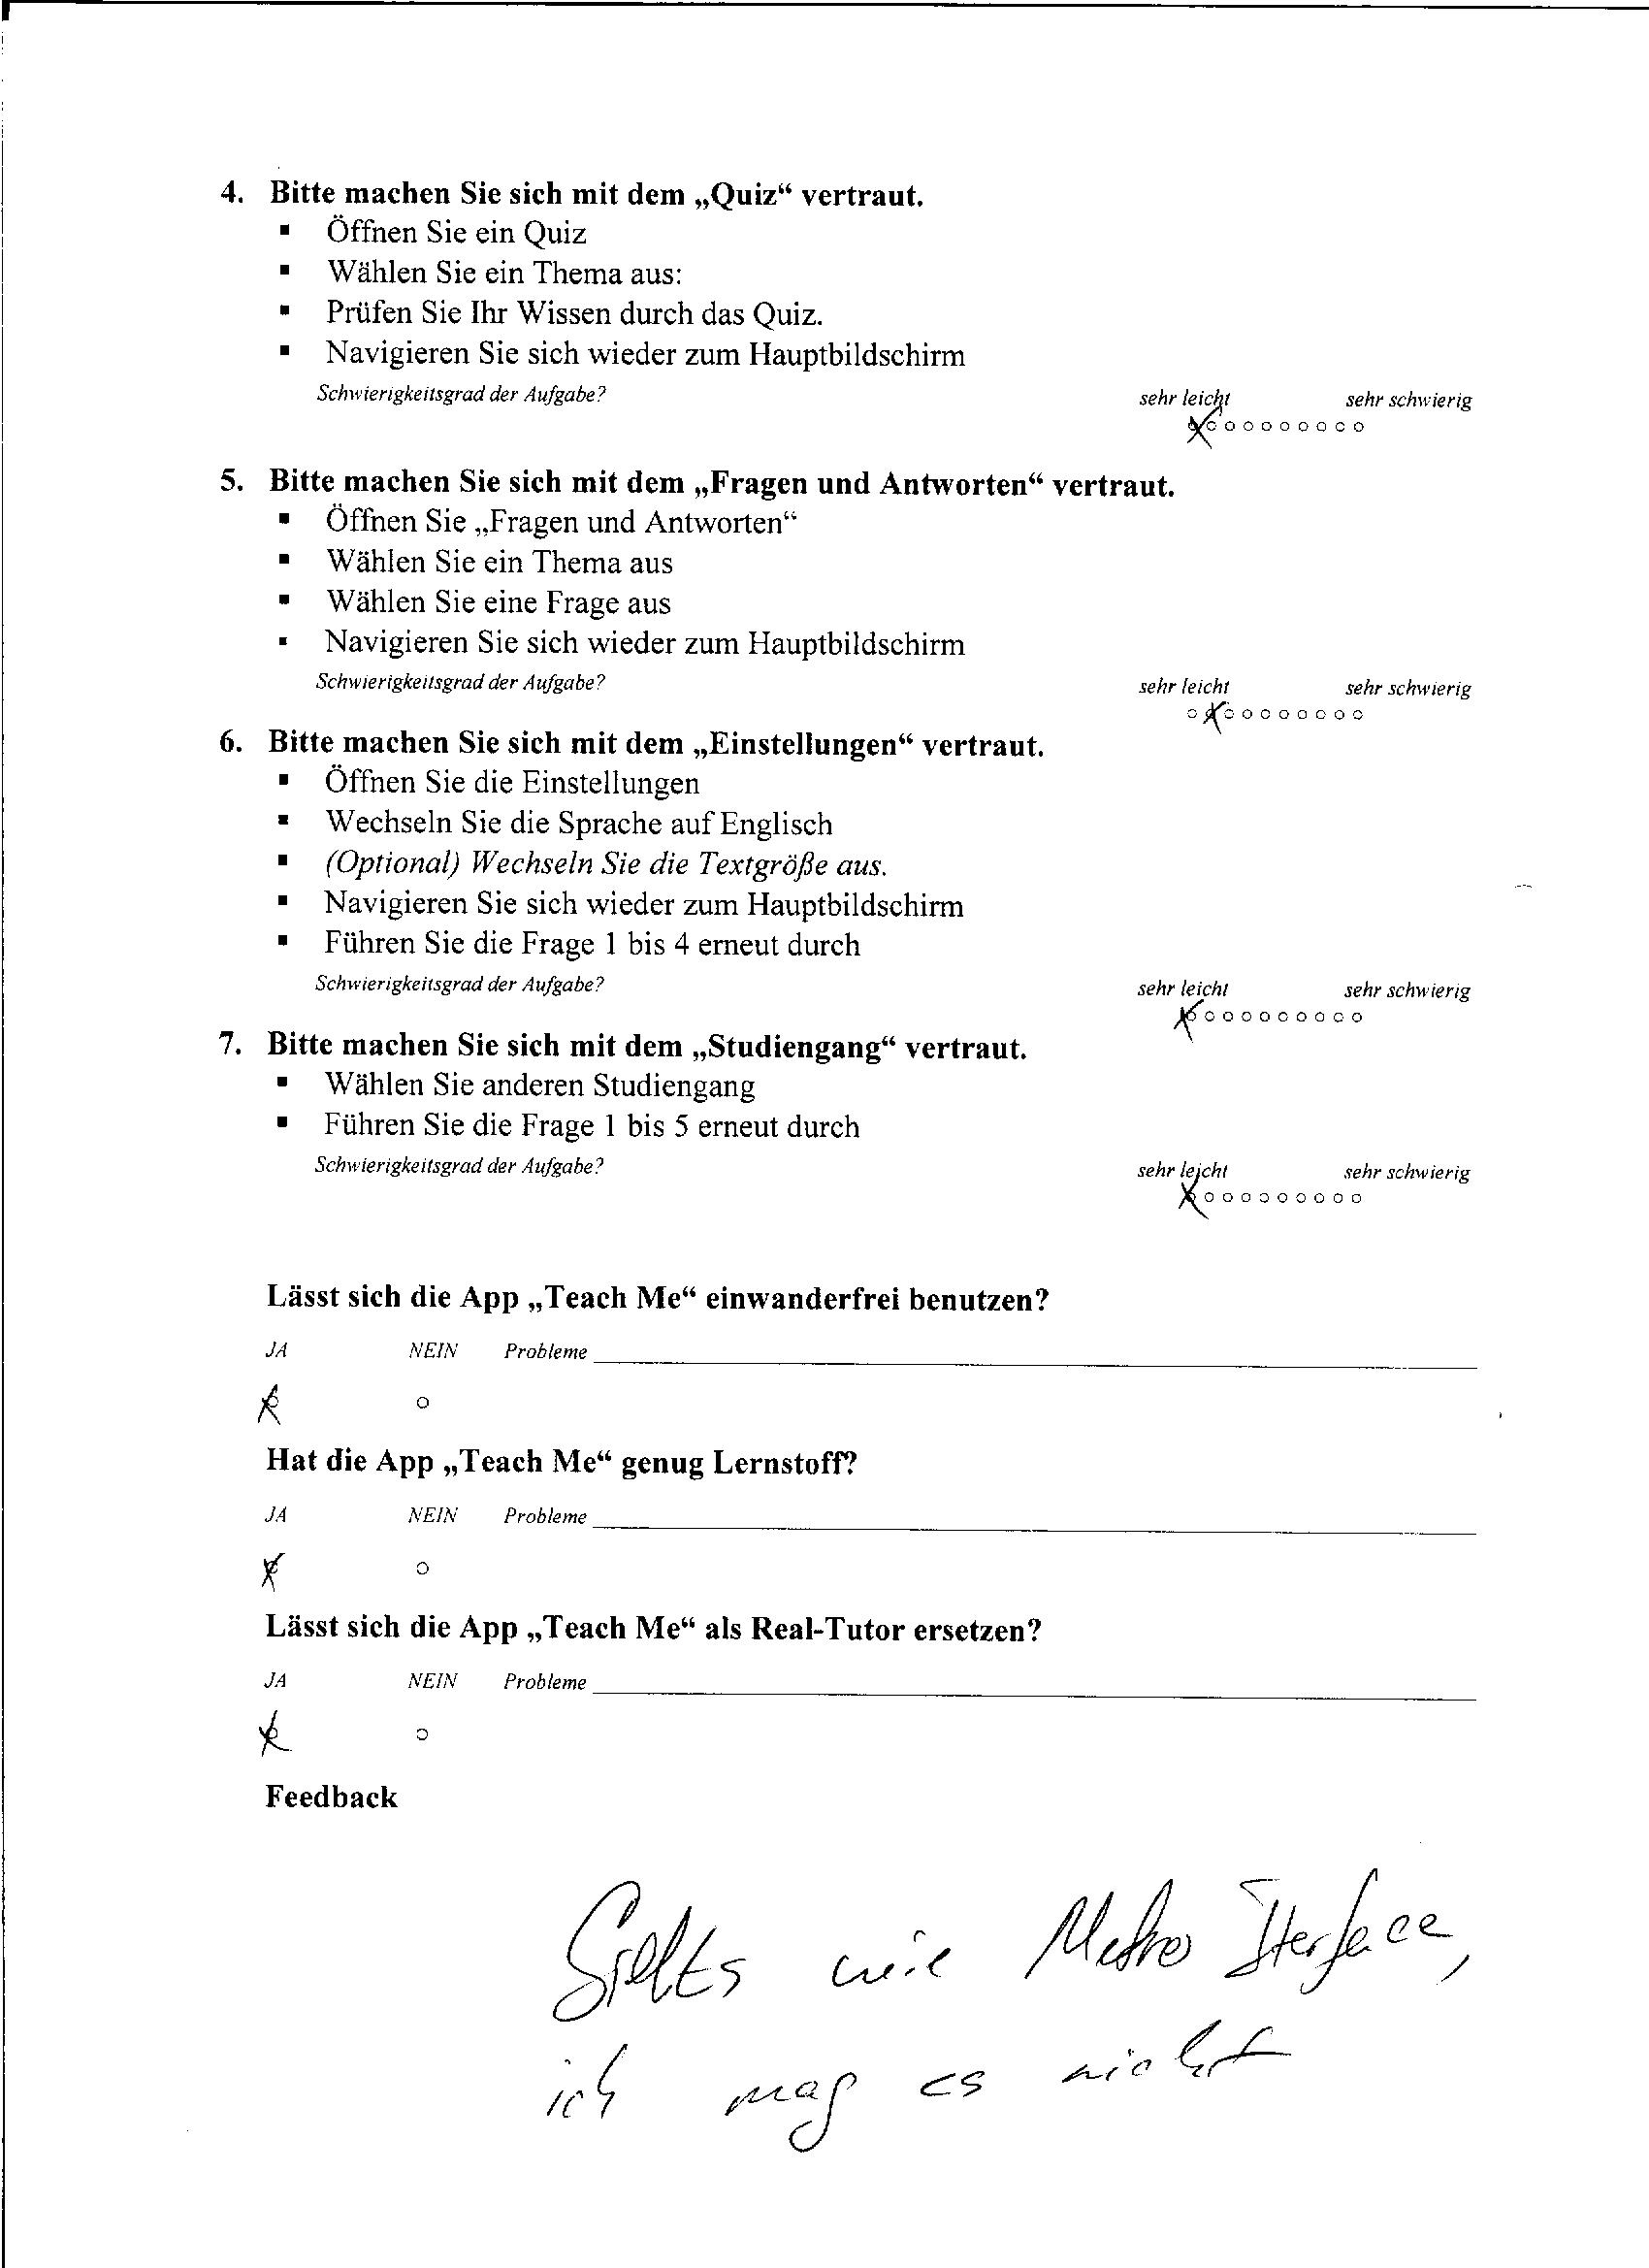 4. Bitte machen Sie sich mit dem „Quiz“ vertraut.
▪ Öffnen Sie ein Quiz
▪ Wählen Sie ein Thema aus:
▪ Prüfen Sie Ihr Wissen durch das Quiz.
▪ Navigieren Sie sich wieder zum Hauptbildschirm
Schwierigkeitsgrad der Aufgabe? sehr leicht sehr schwierig
5. Bitte machen Sie sich mit dem „Fragen und Antworten“ vertraut.
▪ Öffnen Sie „Fragen und Antworten“
▪ Wählen Sie ein Thema aus
▪ Wählen Sie eine Frage aus
▪ Navigieren Sie sich wieder zum Hauptbildschirm
Schwierigkeitsgrad der Aufgabe? sehr leicht sehr schwierig
6. Bitte machen Sie sich mit dem „Einstellungen“ vertraut.
▪ Öffnen Sie die Einstellungen
▪ Wechseln Sie die Sprache auf Englisch
▪ (Optional) Wechseln Sie die Textgröße aus.
▪ Navigieren Sie sich wieder zum Hauptbildschirm
▪ Führen Sie die Frage 1 bis 4 erneut durch
Schwierigkeitsgrad der Aufgabe? sehr leicht sehr schwierig
7. Bitte machen Sie sich mit dem „Studiengang“ vertraut.
▪ Wählen Sie anderen Studiengang
▪ Führen Sie die Frage 1 bis 5 erneut durch
Schwierigkeitsgrad der Aufgabe? sehr leicht sehr schwierig
Lässt sich die App „Teach Me“ einwanderfrei benutzen?
JA NEIN Probleme
Hat die App „Teach Me“ genug Lernstoff?
JA NEIN Probleme
Lässt sich die App „Teach Me“ als Real-Tutor ersetzen?
JA NEIN Probleme
Feedback
wie Metro Iterface,
ich mag es nicht